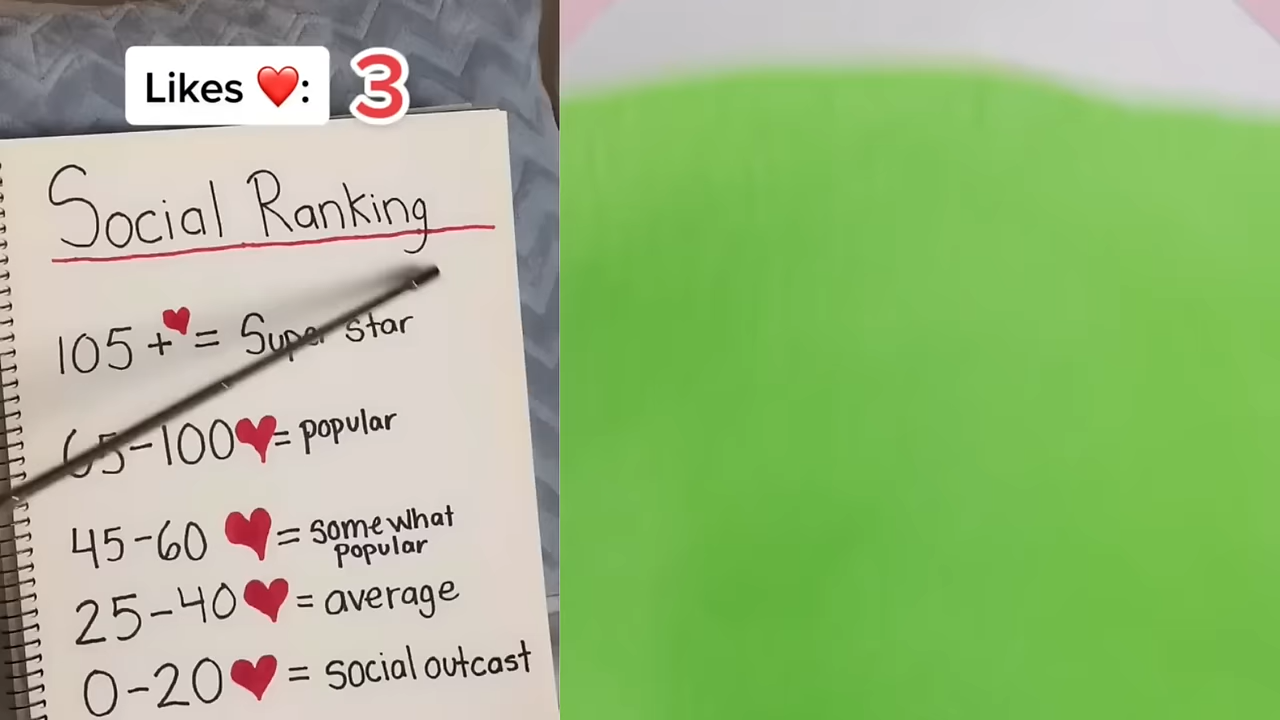 Likes ❤️: 3
Social Ranking
105 + ♥ = Super star
65-100 ♥ = popular
45-60 ♥ = somewhat
popular
25-40 ♥ = average
0-20 ♥ = social outcast